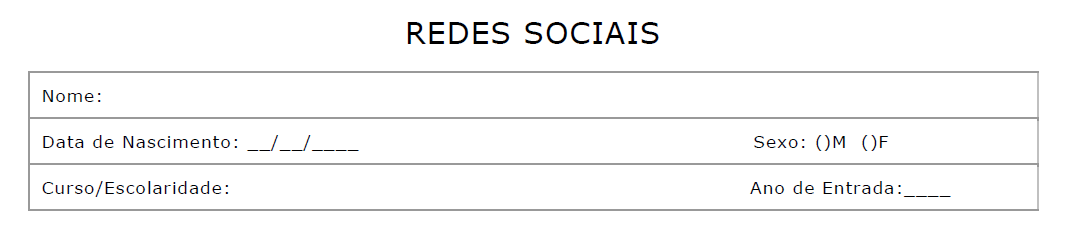 REDES SOCIAIS
Nome:
Data de Nascimento: __/__/____ Sexo: ()M ()F
Curso/Escolaridade: Ano de Entrada:____